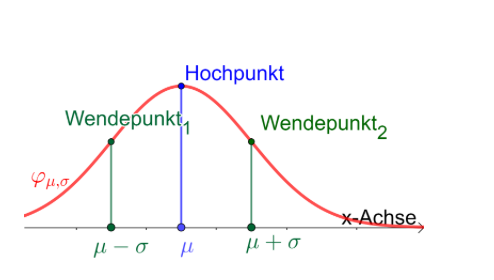 Hochpunkt
Wendepunkt₁
Wendepunkt₂
φμ,σ
x-Achse
μ − σ
μ
μ + σ